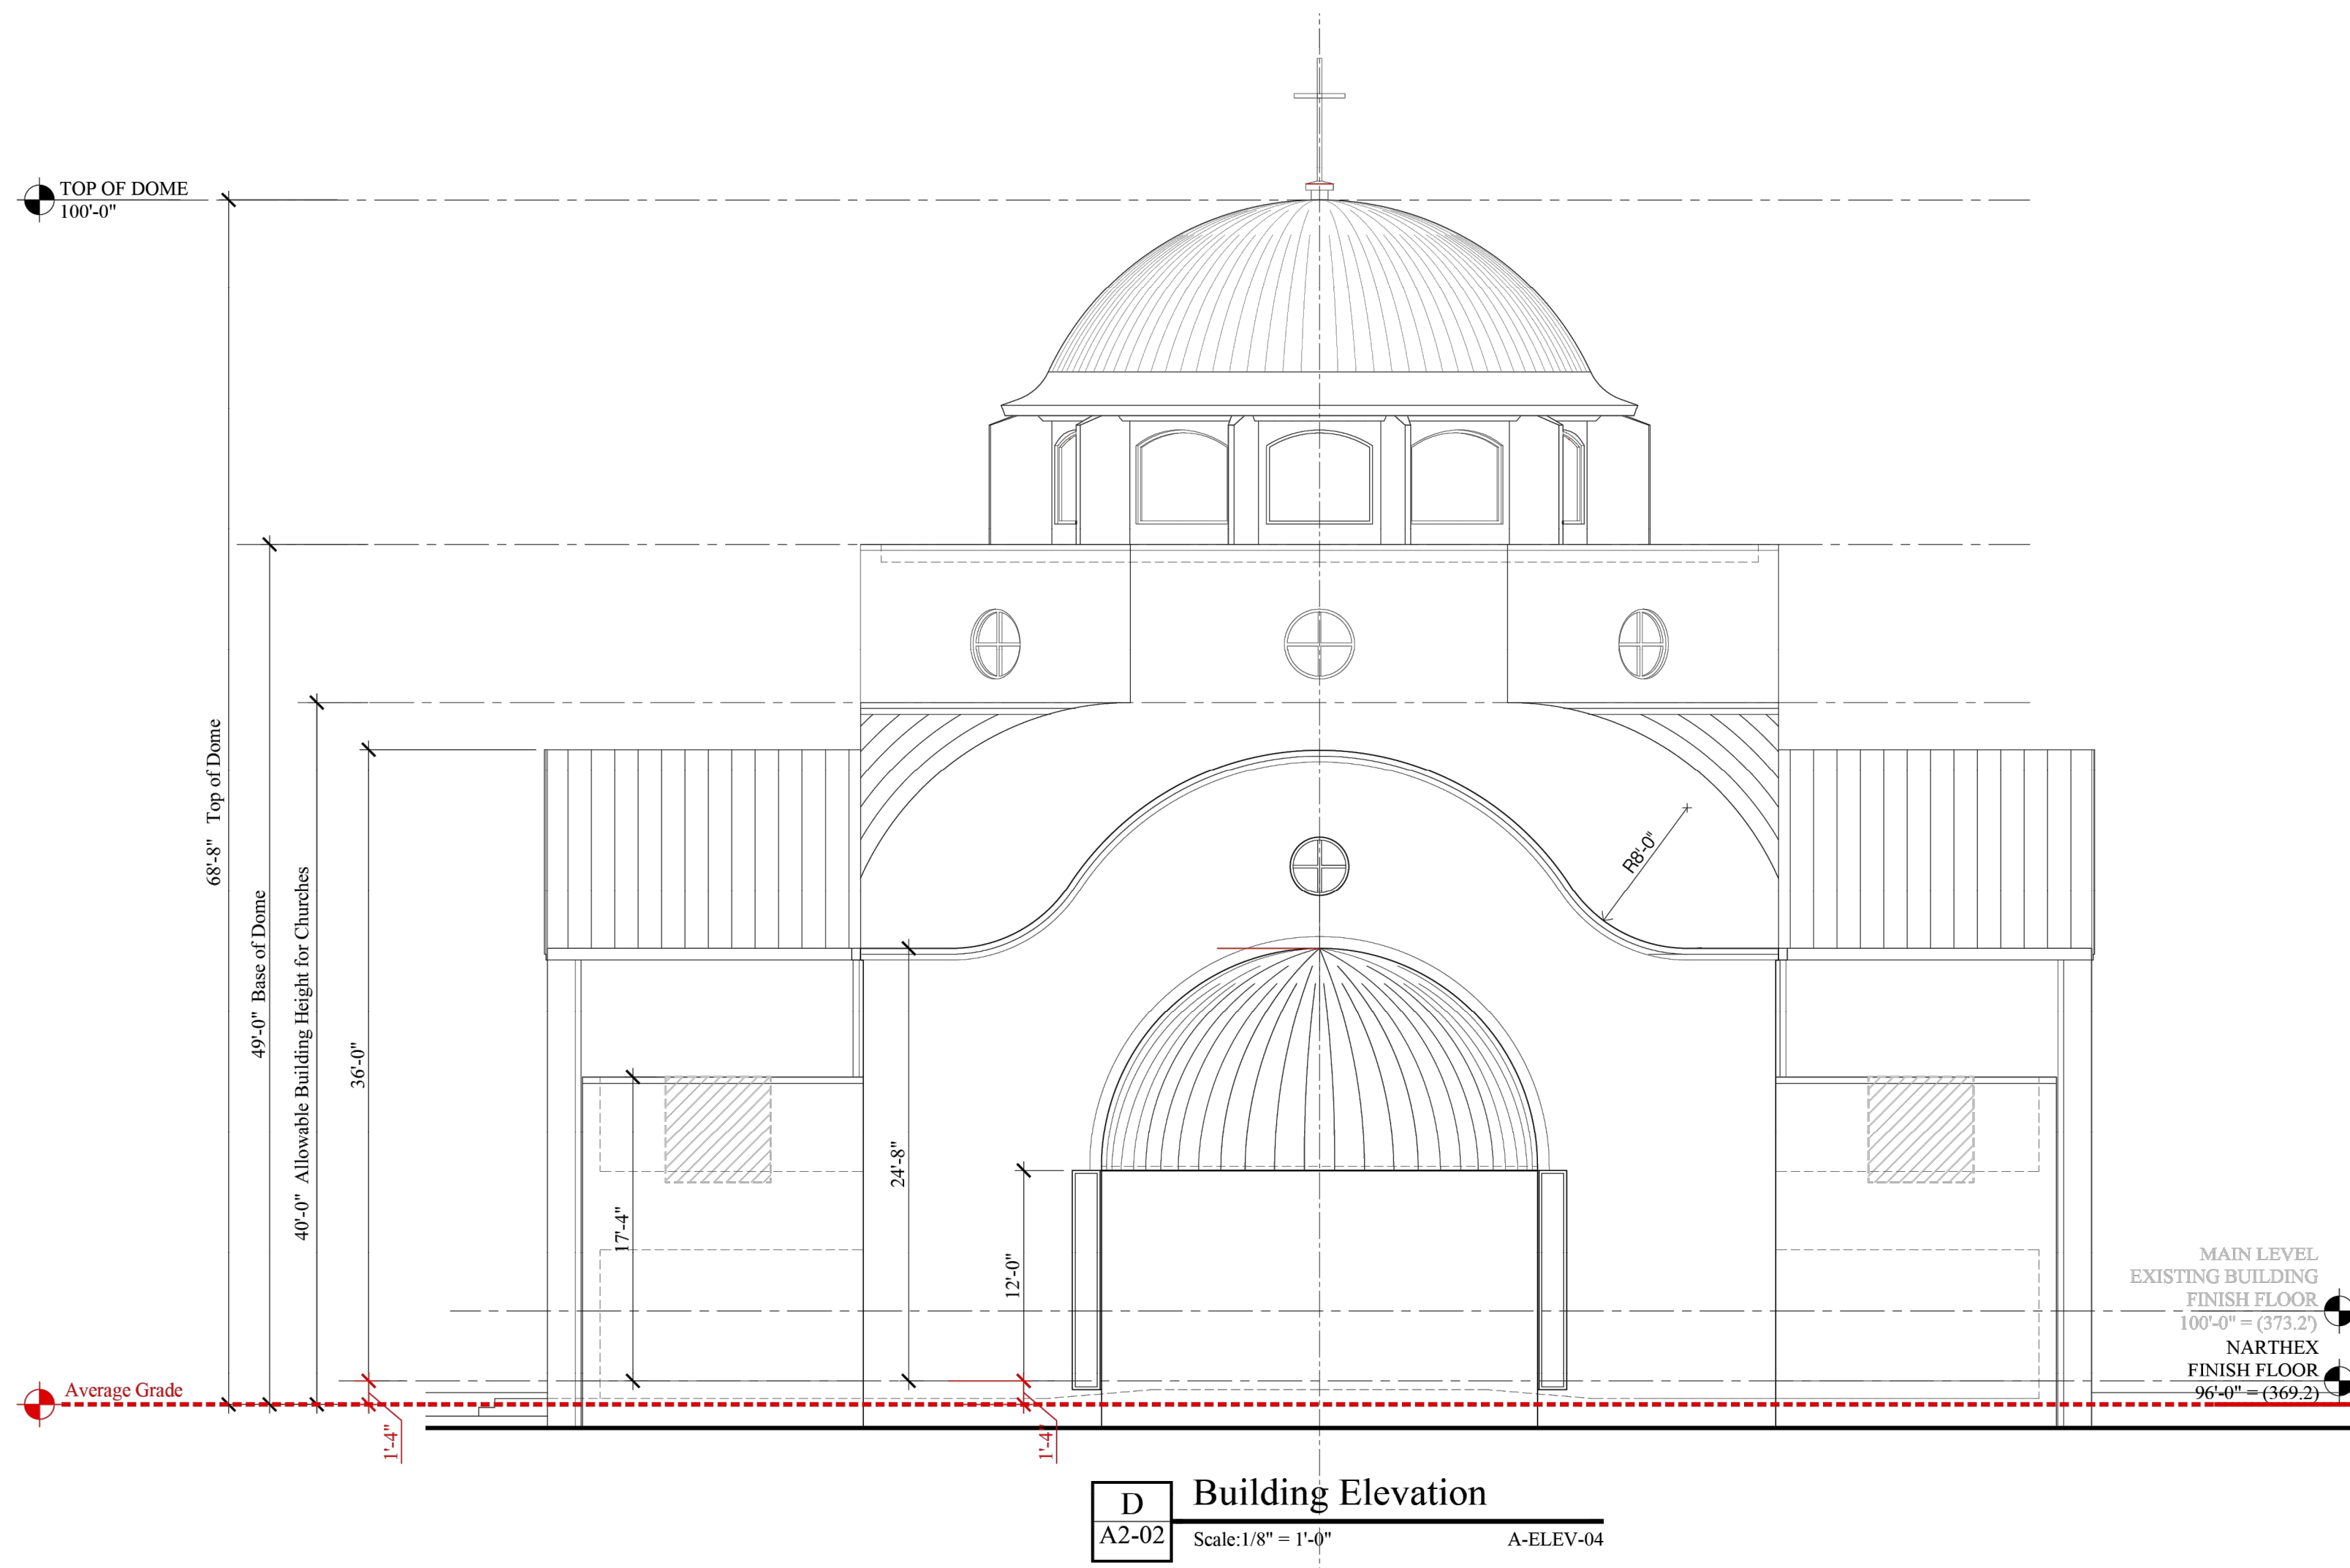 TOP OF DOME
100'-0"
68'-8" Top of Dome
49'-0" Base of Dome
40'-0" Allowable Building Height for Churches
36'-0"
R8'-0"
24'-8"
17'-4"
12'-0"
MAIN LEVEL
EXISTING BUILDING
FINISH FLOOR
100'-0" = (373.2')
NARTHEX
FINISH FLOOR
96'-0" = (369.2)
Average Grade
1'-4"
1'-4"
D
A2-02
Building Elevation
Scale:1/8" = 1'-0"
A-ELEV-04